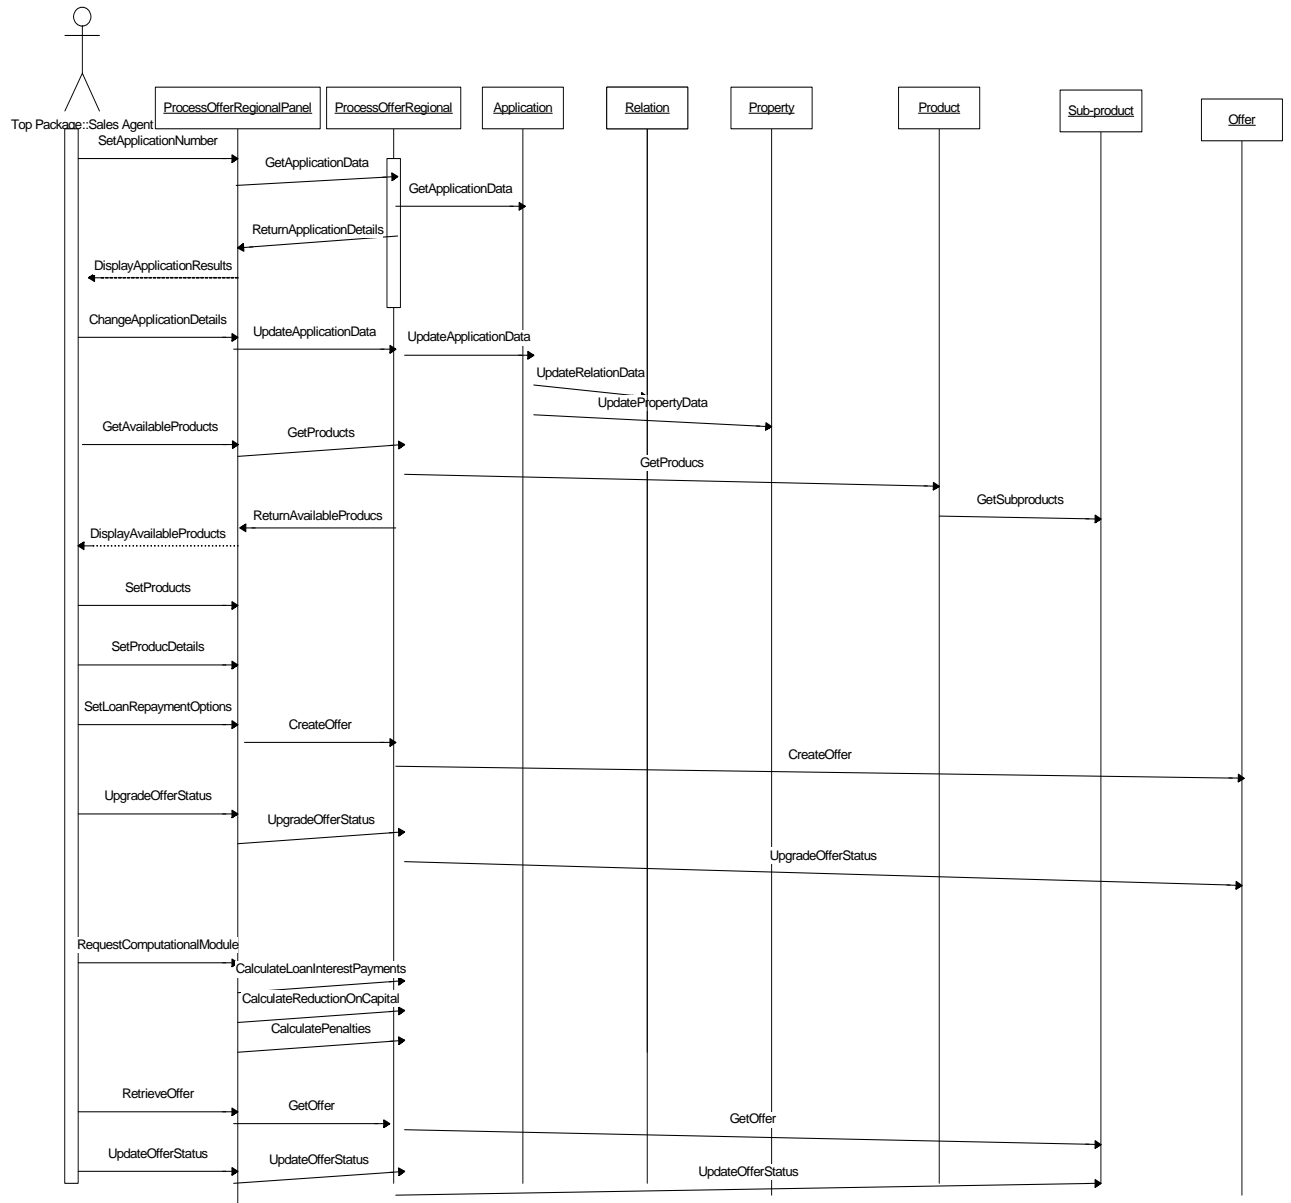 ProcessOfferRegionalPanel
ProcessOfferRegional
Application
Relation
Property
Product
Sub-product
Offer
Top Package::Sales Agent
SetApplicationNumber
GetApplicationData
GetApplicationData
ReturnApplicationDetails
DisplayApplicationResults
ChangeApplicationDetails
UpdateApplicationData
UpdateApplicationData
UpdateRelationData
UpdatePropertyData
GetAvailableProducts
GetProducts
GetProducs
GetSubproducts
ReturnAvailableProducs
DisplayAvailableProducts
SetProducts
SetProducDetails
SetLoanRepaymentOptions
CreateOffer
CreateOffer
UpgradeOfferStatus
UpgradeOfferStatus
UpgradeOfferStatus
RequestComputationalModule
CalculateLoanInterestPayments
CalculateReductionOnCapital
CalculatePenalties
RetrieveOffer
GetOffer
GetOffer
UpdateOfferStatus
UpdateOfferStatus
UpdateOfferStatus